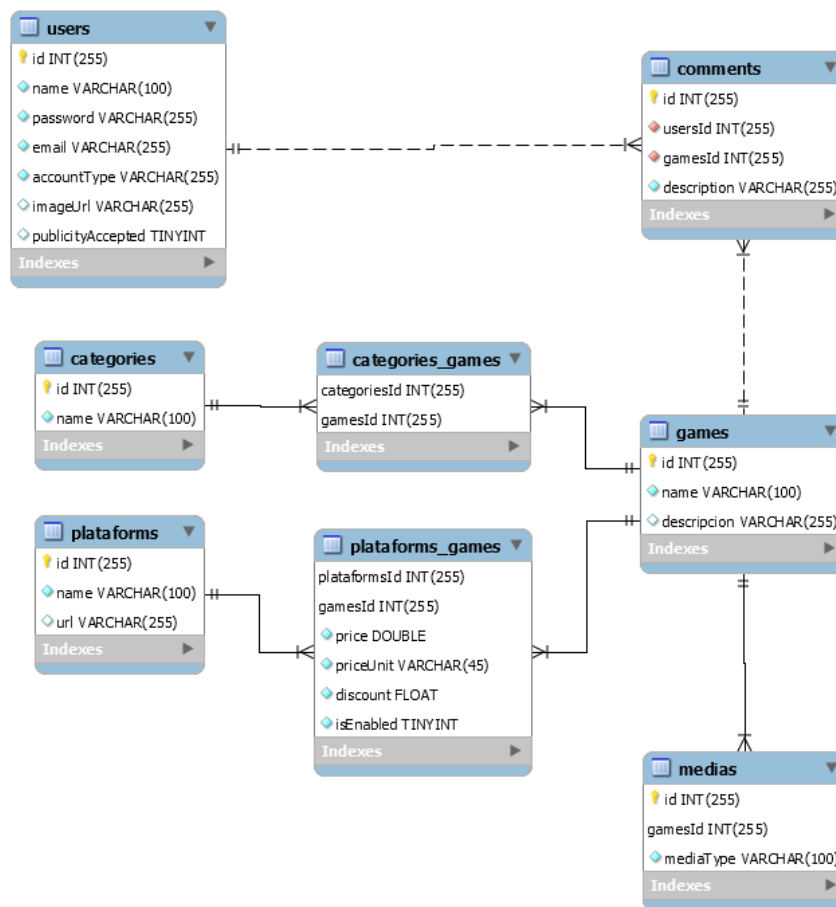 users
id INT(255)
name VARCHAR(100)
password VARCHAR(255)
email VARCHAR(255)
accountType VARCHAR(255)
imageUrl VARCHAR(255)
publicityAccepted TINYINT
Indexes
comments
id INT(255)
usersId INT(255)
gamesId INT(255)
description VARCHAR(255)
Indexes
categories
id INT(255)
name VARCHAR(100)
Indexes
categories_games
categoriesId INT(255)
gamesId INT(255)
Indexes
games
id INT(255)
name VARCHAR(100)
descripcion VARCHAR(255)
Indexes
plataforms
id INT(255)
name VARCHAR(100)
url VARCHAR(255)
Indexes
plataforms_games
plataformsId INT(255)
gamesId INT(255)
price DOUBLE
priceUnit VARCHAR(45)
discount FLOAT
isEnabled TINYINT
Indexes
medias
id INT(255)
gamesId INT(255)
mediaType VARCHAR(100)
Indexes